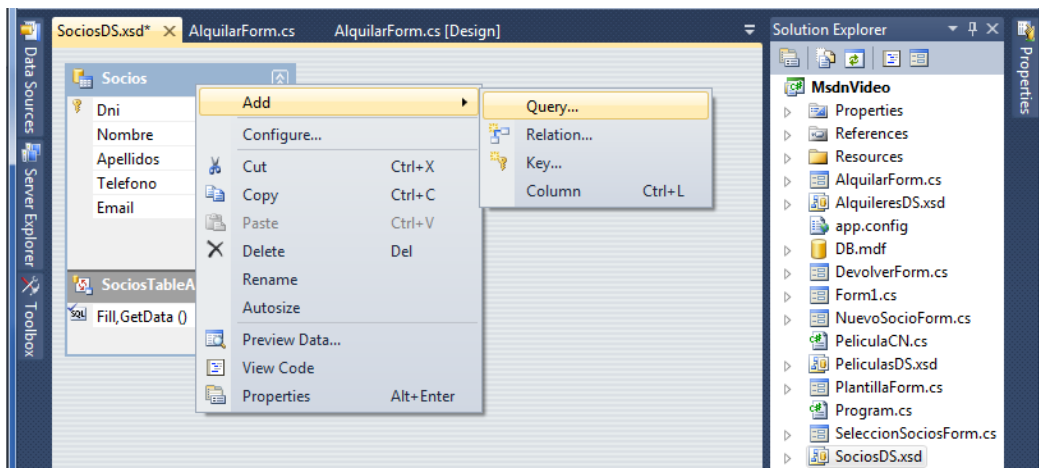 SociosDS.xsd* AlquilarForm.cs AlquilarForm.cs [Design]
Data Sources
Server Explorer
Toolbox
Socios
Dni
Nombre
Apellidos
Telefono
Email
SociosTableA
SQL Fill,GetData ()
Add
Configure...
Cut Ctrl+X
Copy Ctrl+C
Paste Ctrl+V
Delete Del
Rename
Autosize
Preview Data...
View Code
Properties Alt+Enter
Query...
Relation...
Key...
Column Ctrl+L
Solution Explorer
MsdnVideo
Properties
References
Resources
AlquilarForm.cs
AlquileresDS.xsd
app.config
DB.mdf
DevolverForm.cs
Form1.cs
NuevoSocioForm.cs
PeliculaCN.cs
PeliculasDS.xsd
PlantillaForm.cs
Program.cs
SeleccionSociosForm.cs
SociosDS.xsd
Properties